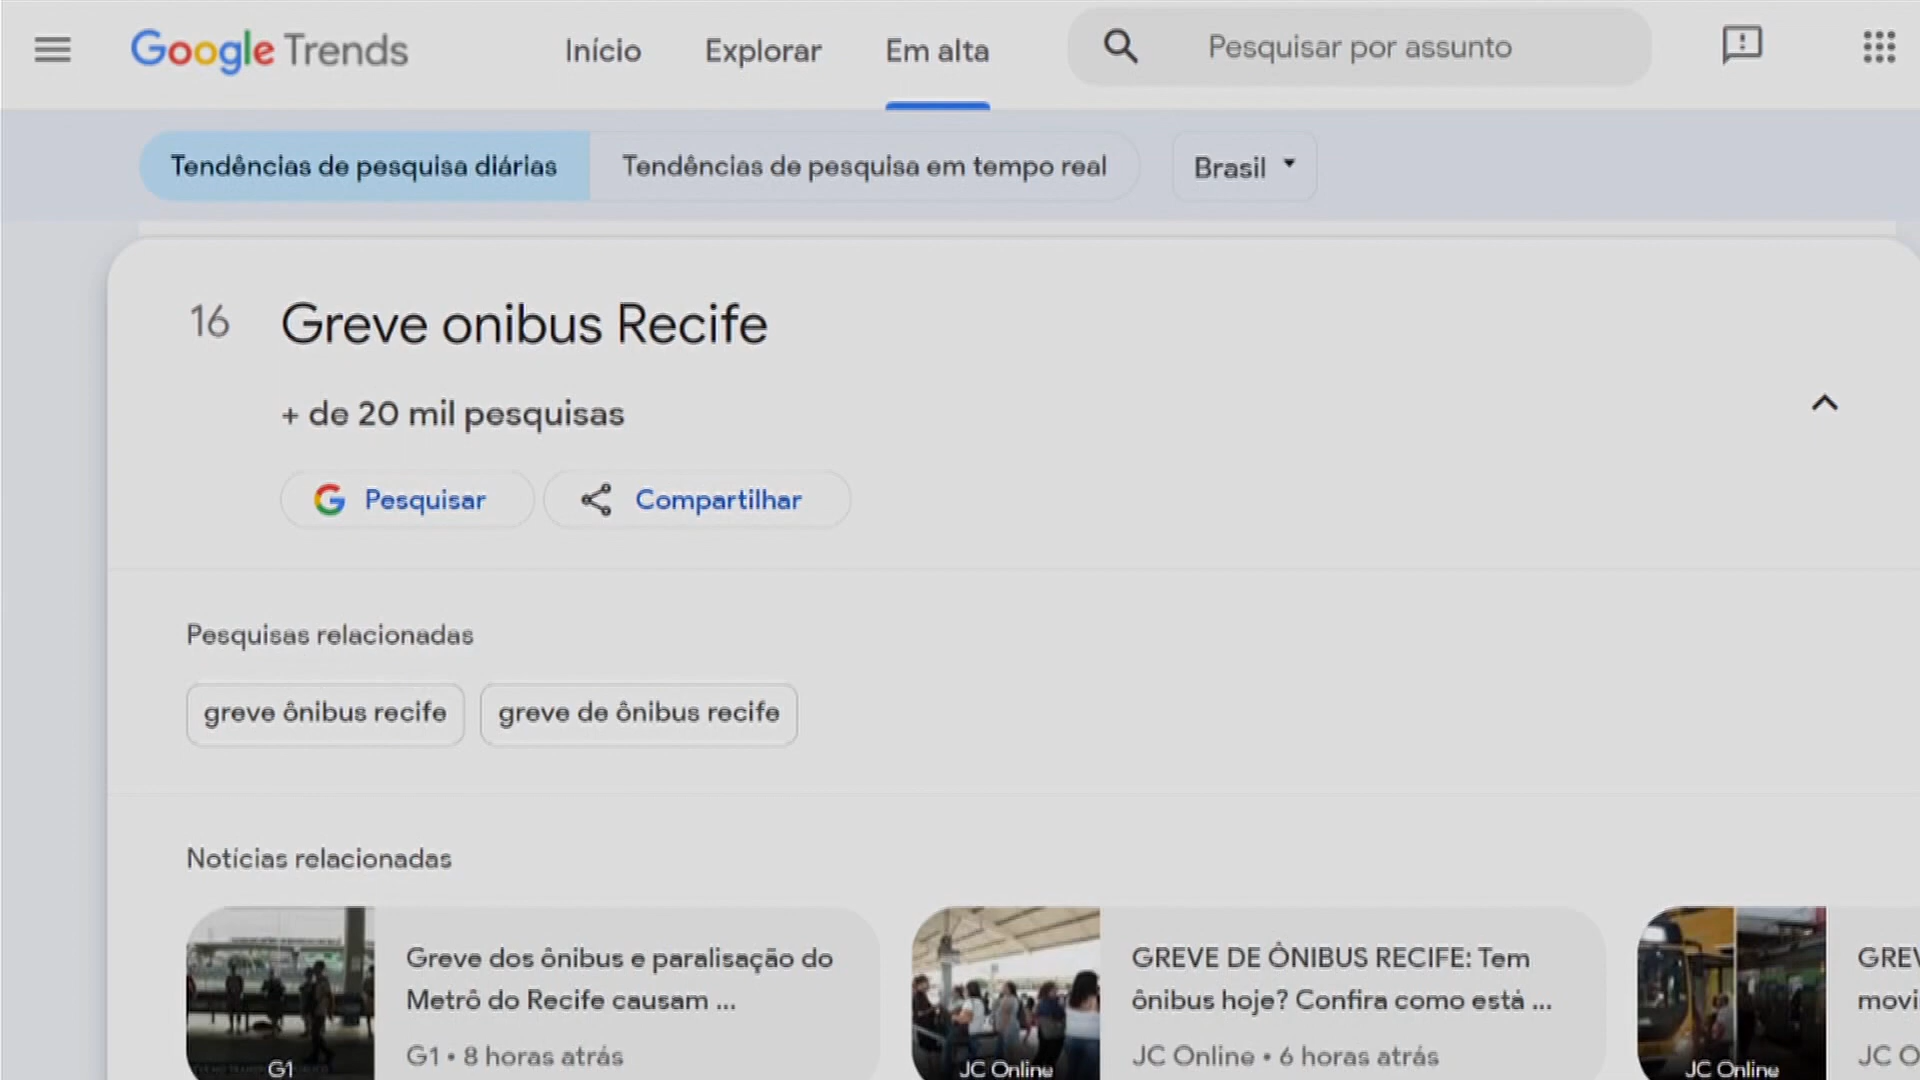 Google Trends
Início
Explorar
Em alta
Pesquisar por assunto
Tendências de pesquisa diárias
Tendências de pesquisa em tempo real
Brasil
16
Greve onibus Recife
+ de 20 mil pesquisas
Pesquisar
Compartilhar
Pesquisas relacionadas
greve ônibus recife
greve de ônibus recife
Notícias relacionadas
Greve dos ônibus e paralisação do
Metrô do Recife causam ...
G1 • 8 horas atrás
G1
GREVE DE ÔNIBUS RECIFE: Tem
ônibus hoje? Confira como está ...
JC Online • 6 horas atrás
JC Online
GREV
movi
JC O
JC Online